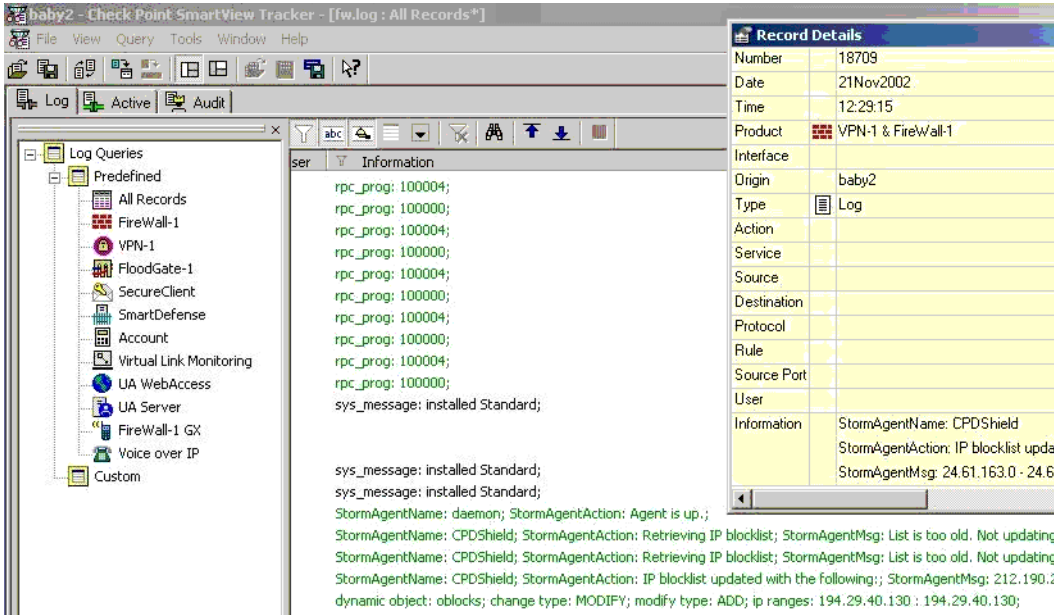 baby2 - Check Point SmartView Tracker - [fw.log : All Records*]
File View Query Tools Window Help
Log Active Audit
Log Queries
Predefined
All Records
FireWall-1
VPN-1
FloodGate-1
SecureClient
SmartDefense
Account
Virtual Link Monitoring
UA WebAccess
UA Server
FireWall-1 GX
Voice over IP
Custom
abc
ser Information
rpc_prog: 100004;
rpc_prog: 100000;
rpc_prog: 100004;
rpc_prog: 100000;
rpc_prog: 100004;
rpc_prog: 100000;
rpc_prog: 100004;
rpc_prog: 100000;
rpc_prog: 100004;
rpc_prog: 100000;
sys_message: installed Standard;
sys_message: installed Standard;
sys_message: installed Standard;
StormAgentName: daemon; StormAgentAction: Agent is up.;
StormAgentName: CPDShield; StormAgentAction: Retrieving IP blocklist; StormAgentMsg: List is too old. Not updating
StormAgentName: CPDShield; StormAgentAction: Retrieving IP blocklist; StormAgentMsg: List is too old. Not updating
StormAgentName: CPDShield; StormAgentAction: IP blocklist updated with the following:; StormAgentMsg: 212.190.2
dynamic object: oblocks; change type: MODIFY; modify type: ADD; ip ranges: 194.29.40.130 : 194.29.40.130;
Record Details
Number 18709
Date 21Nov2002
Time 12:29:15
Product VPN-1 & FireWall-1
Interface
Origin baby2
Type Log
Action
Service
Source
Destination
Protocol
Rule
Source Port
User
Information StormAgentName: CPDShield
StormAgentAction: IP blocklist upda
StormAgentMsg: 24.61.163.0 - 24.6